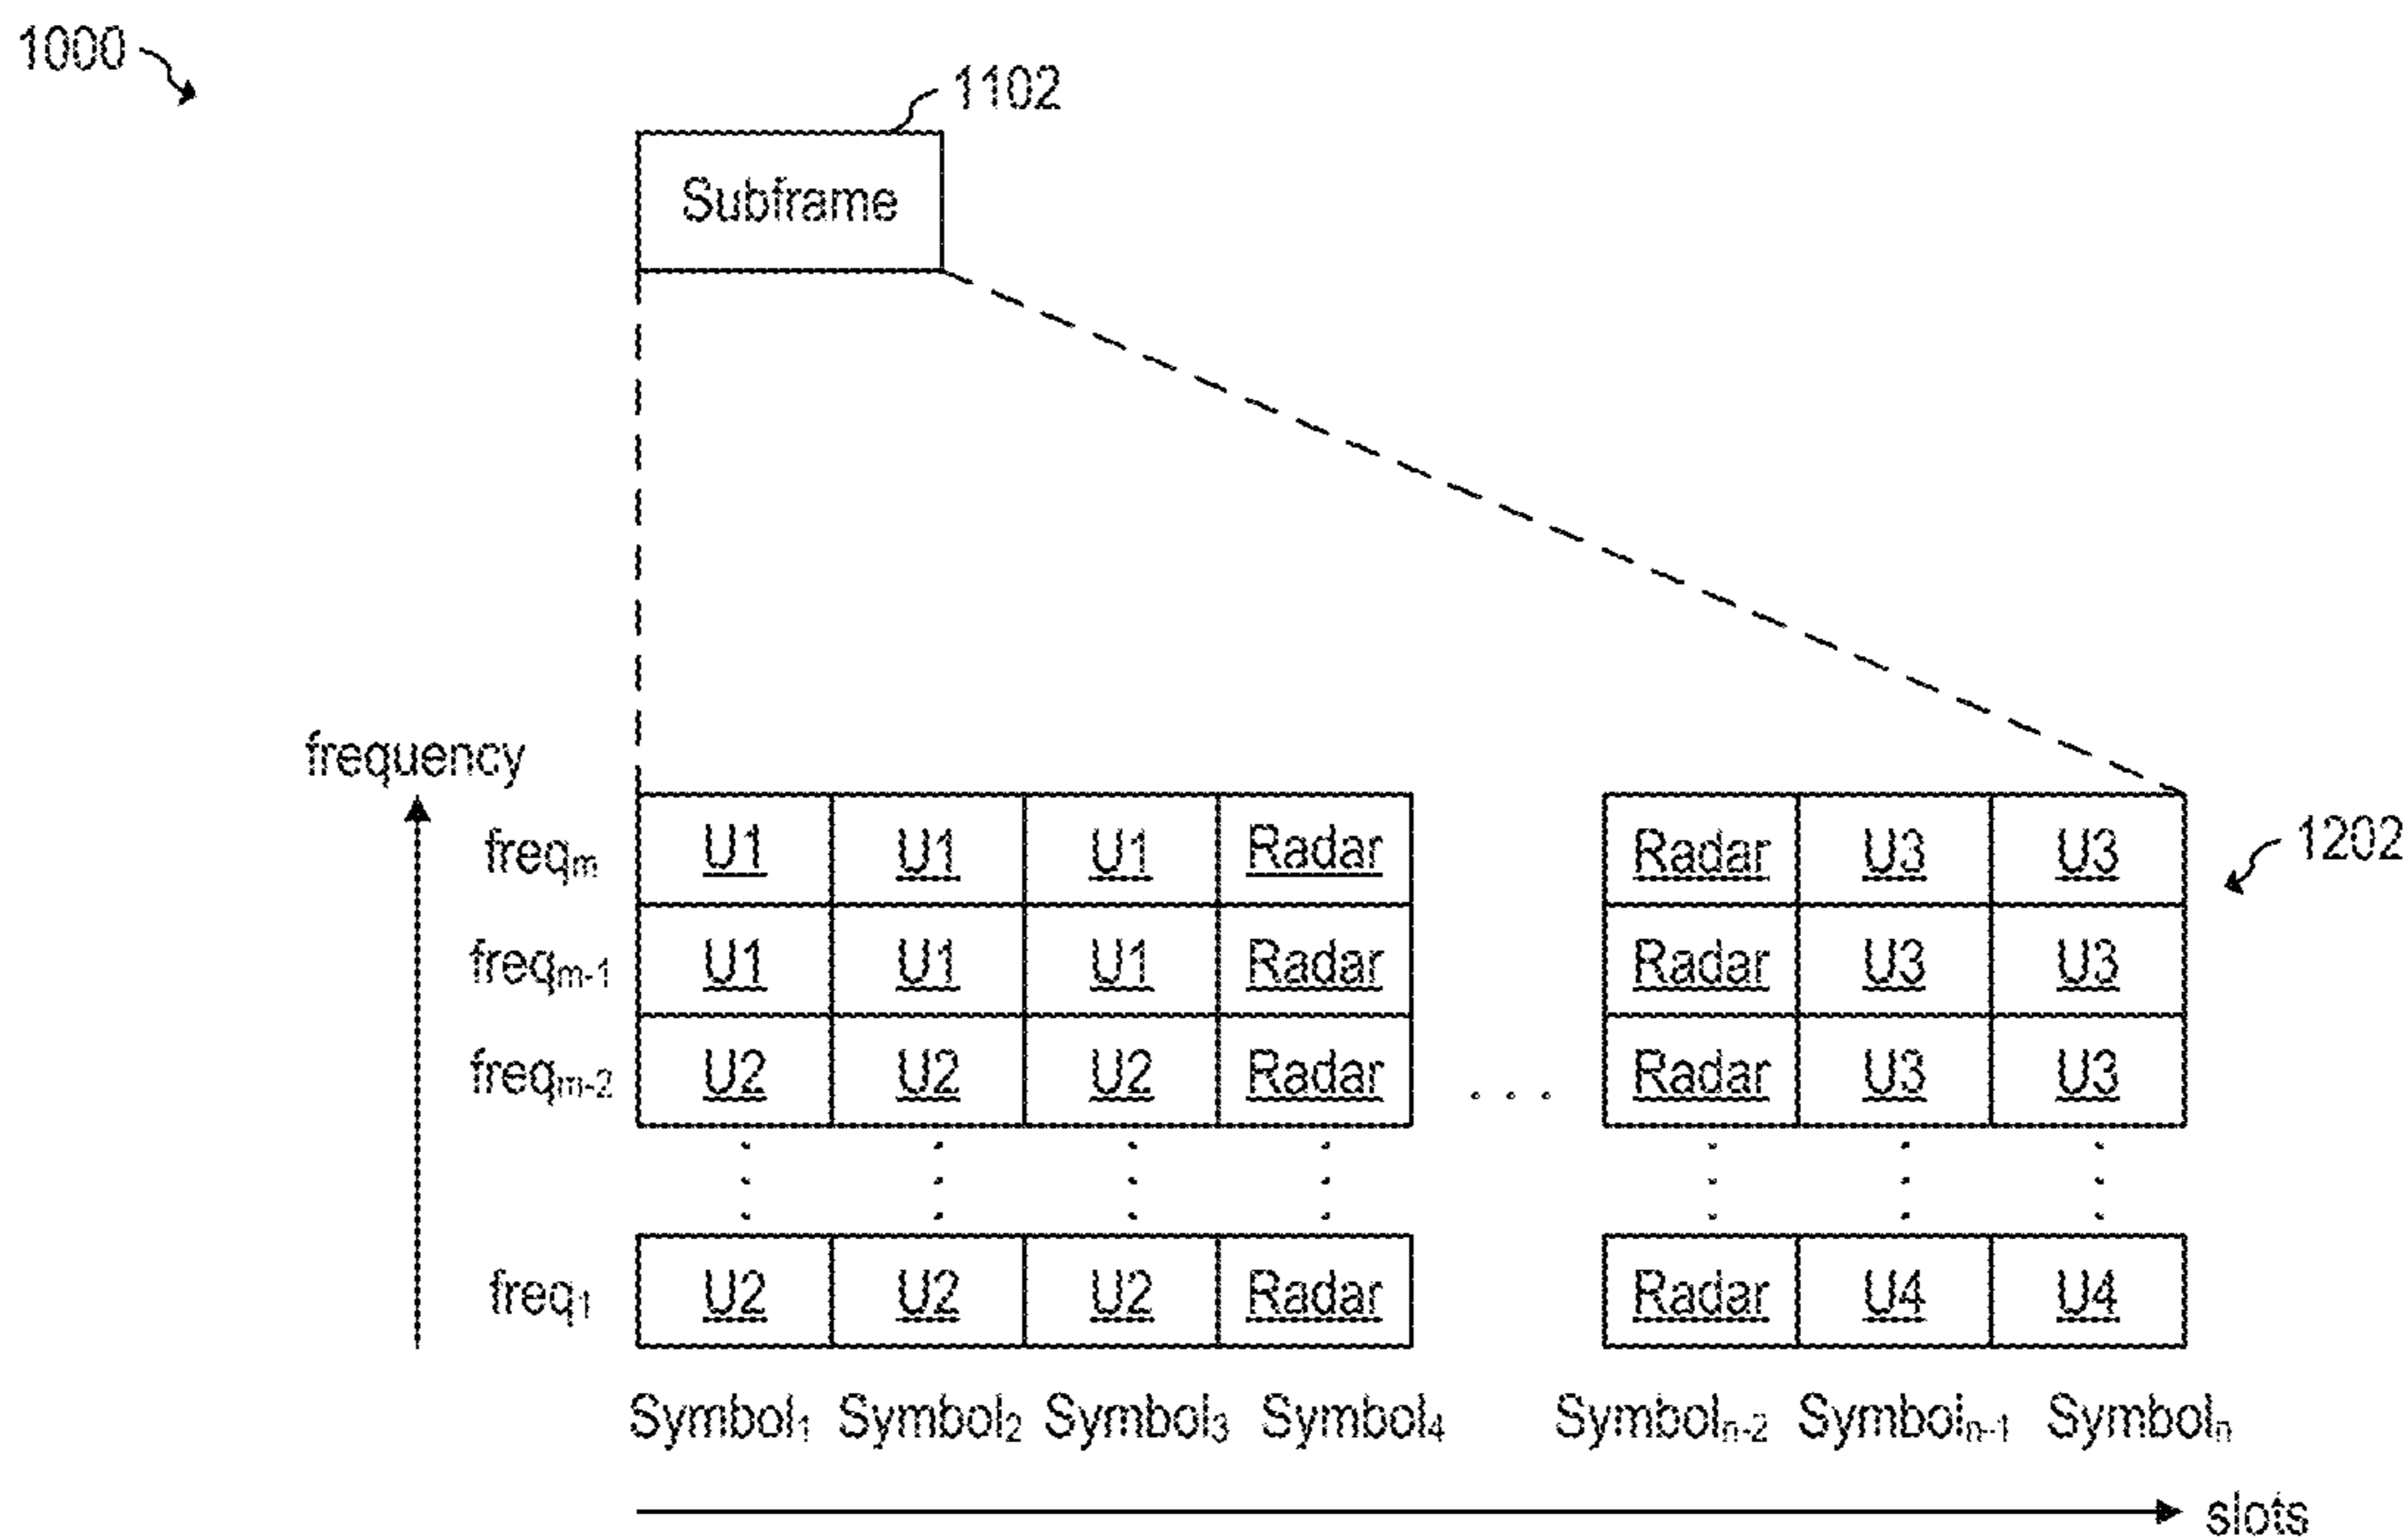 1000
1102
Subframe
frequency
freqₘ U1 U1 U1 Radar Radar U3 U3
1202
freqₘ₋₁ U1 U1 U1 Radar Radar U3 U3
freqₘ₋₂ U2 U2 U2 Radar . . . Radar U3 U3
freq₁ U2 U2 U2 Radar Radar U4 U4
Symbol₁ Symbol₂ Symbol₃ Symbol₄ Symbolₙ₋₂ Symbolₙ₋₁ Symbolₙ
slots